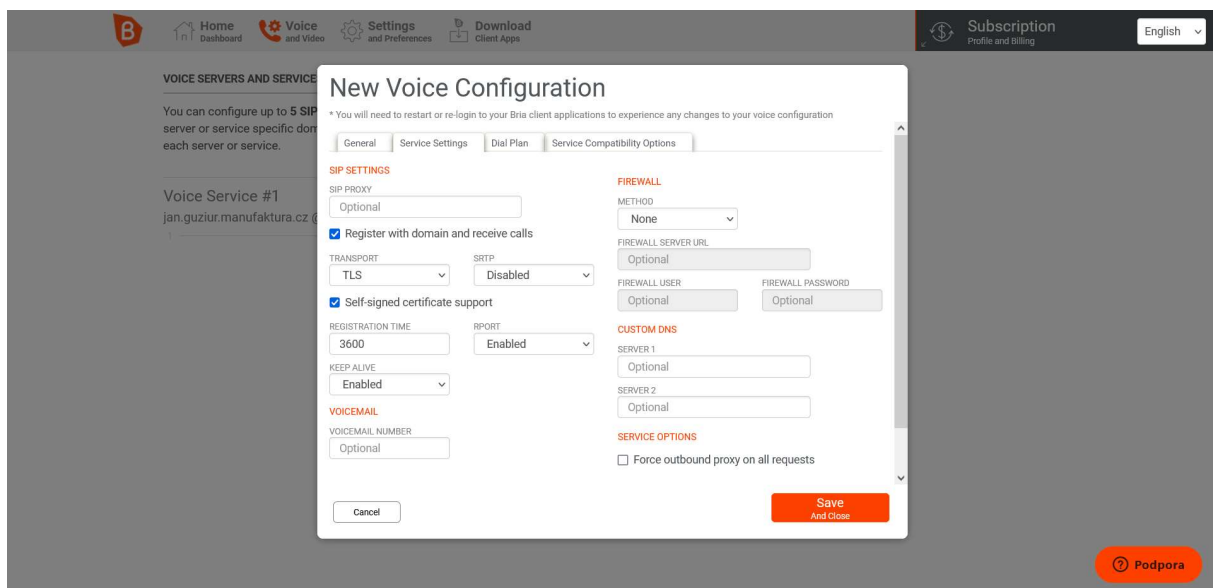 B
Home
Dashboard
Voice
and Video
Settings
and Preferences
Download
Client Apps
Subscription
Profile and Billing
English
VOICE SERVERS AND SERVICE
You can configure up to 5 SIP
server or service specific dom
each server or service.
Voice Service #1
jan.guziur.manufaktura.cz @
1
New Voice Configuration
* You will need to restart or re-login to your Bria client applications to experience any changes to your voice configuration
General Service Settings Dial Plan Service Compatibility Options
SIP SETTINGS
SIP PROXY
Optional
Register with domain and receive calls
TRANSPORT SRTP
TLS Disabled
Self-signed certificate support
REGISTRATION TIME RPORT
3600 Enabled
KEEP ALIVE
Enabled
VOICEMAIL
VOICEMAIL NUMBER
Optional
FIREWALL
METHOD
None
FIREWALL SERVER URL
Optional
FIREWALL USER FIREWALL PASSWORD
Optional Optional
CUSTOM DNS
SERVER 1
Optional
SERVER 2
Optional
SERVICE OPTIONS
Force outbound proxy on all requests
Cancel
Save
And Close
Podpora